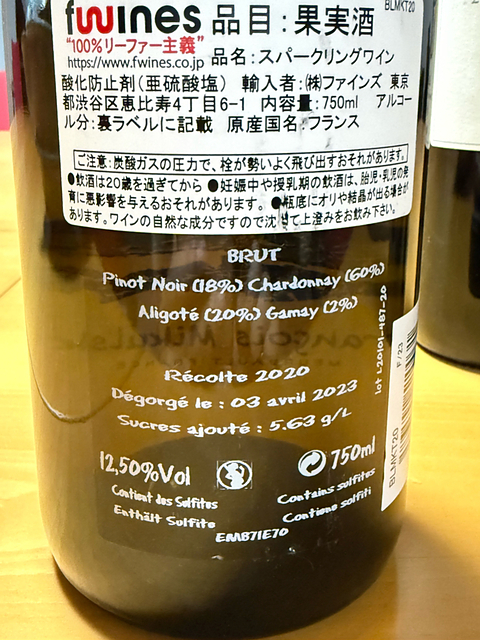 BLMKT20
fwines 品目：果実酒
"100%リーファー主義"
https://www.fwines.co.jp 品名：スパークリングワイン
酸化防止剤（亜硫酸塩） 輸入者：㈱ファインズ 東京
都渋谷区恵比寿4丁目6-1 内容量：750ml アルコー
ル分：裏ラベルに記載 原産国名：フランス
ご注意：炭酸ガスの圧力で、栓が勢いよく飛び出すおそれがあります。
●飲酒は20歳を過ぎてから ●妊娠中や授乳期の飲酒は、胎児・乳児の発
育に悪影響を与えるおそれがあります。 ●瓶底にオリや結晶が出る場合が
あります。ワインの自然な成分ですので沈 て上澄みをお飲み下さい。
BRUT
Pinot Noir (18%) Chardonnay (60%)
Aligoté (20%) Gamay (2%)
Récolte 2020
Dégorgé le : 03 avril 2023
Sucres ajouté : 5.63 g/L
lot L20101-487-20
12,50%Vol
750ml
Contient des Sulfites
Contains sulfites
Enthält Sulfite
Contiene solfiti
EMB71E70
F/23
BLMKT20